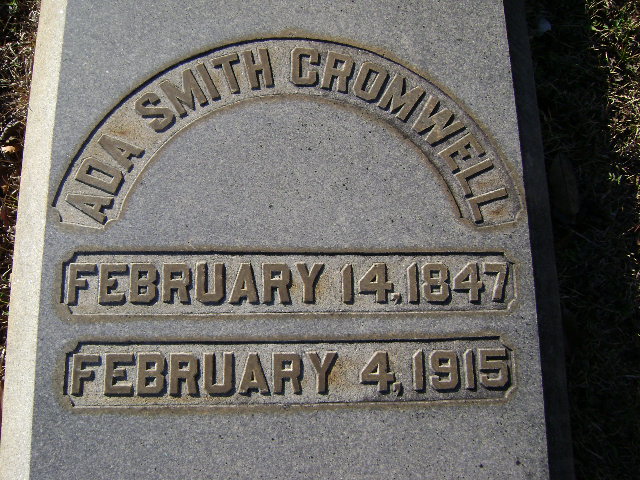 ADA SMITH CROMWELL
FEBRUARY 14, 1847
FEBRUARY 4, 1915